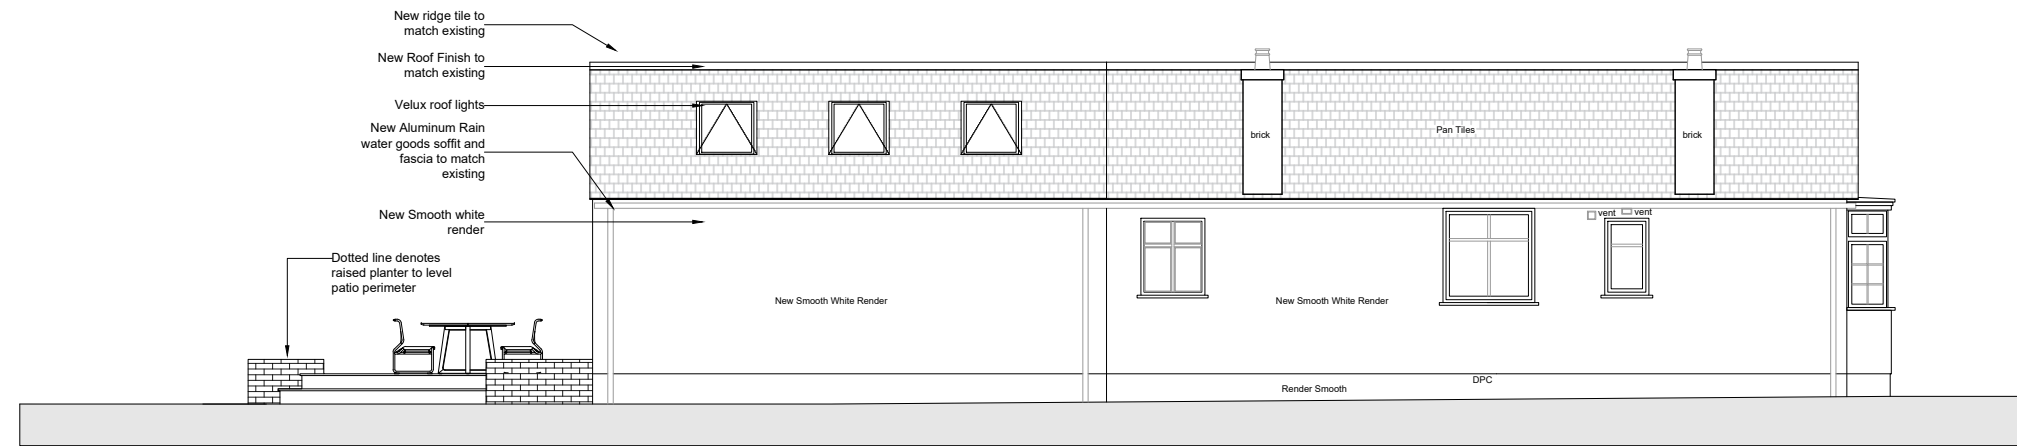 New ridge tile to
match existing
New Roof Finish to
match existing
Velux roof lights
New Aluminum Rain
water goods soffit and
fascia to match
existing
New Smooth white
render
Dotted line denotes
raised planter to level
patio perimeter
brick
Pan Tiles
brick
vent
vent
New Smooth White Render
New Smooth White Render
DPC
Render Smooth